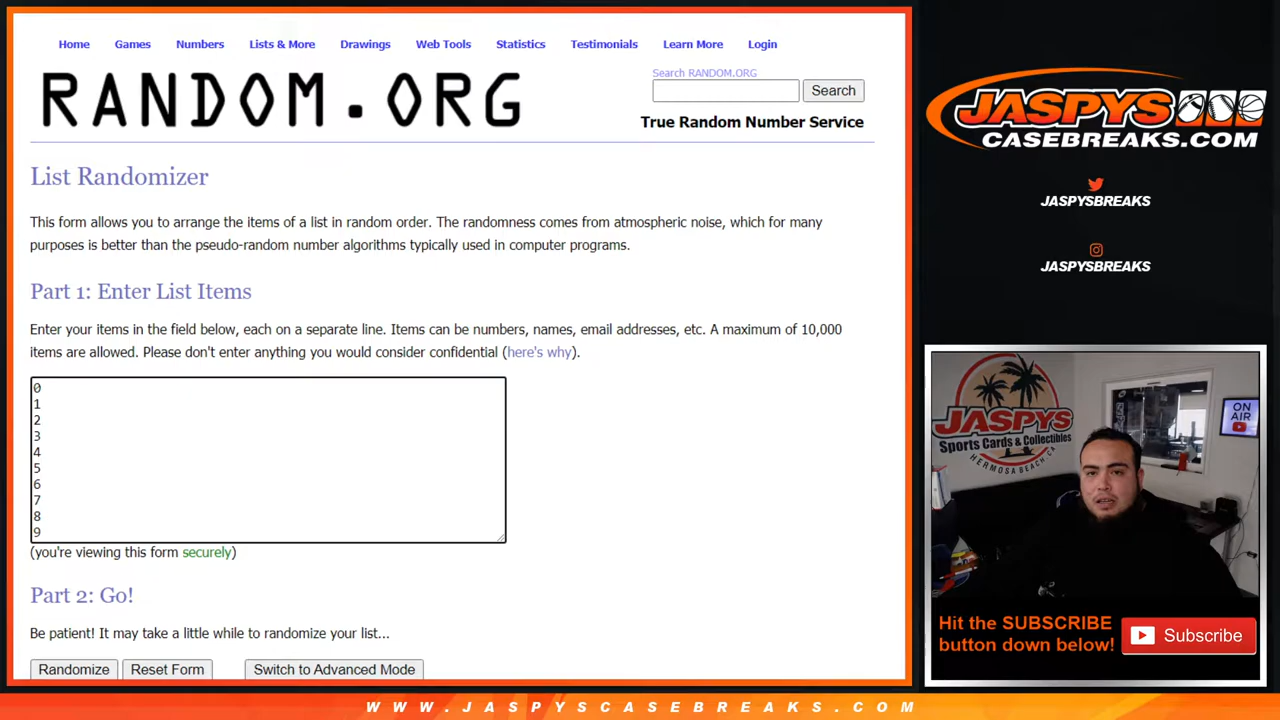 Home Games Numbers Lists & More Drawings Web Tools Statistics Testimonials Learn More Login
RANDOM.ORG
Search RANDOM.ORG
Search
True Random Number Service
List Randomizer
This form allows you to arrange the items of a list in random order. The randomness comes from atmospheric noise, which for many
purposes is better than the pseudo-random number algorithms typically used in computer programs.
Part 1: Enter List Items
Enter your items in the field below, each on a separate line. Items can be numbers, names, email addresses, etc. A maximum of 10,000
items are allowed. Please don't enter anything you would consider confidential (here's why).
0
1
2
3
4
5
6
7
8
9
(you're viewing this form securely)
Part 2: Go!
Be patient! It may take a little while to randomize your list...
Randomize Reset Form Switch to Advanced Mode
JASPYS
CASEBREAKS.COM
JASPYSBREAKS
JASPYSBREAKS
JASPYS
Sports Cards & Collectibles
HERMOSA BEACH, CA
ON
AIR
Hit the SUBSCRIBE
button down below!
Subscribe
WWW.JASPYSCASEBREAKS.COM